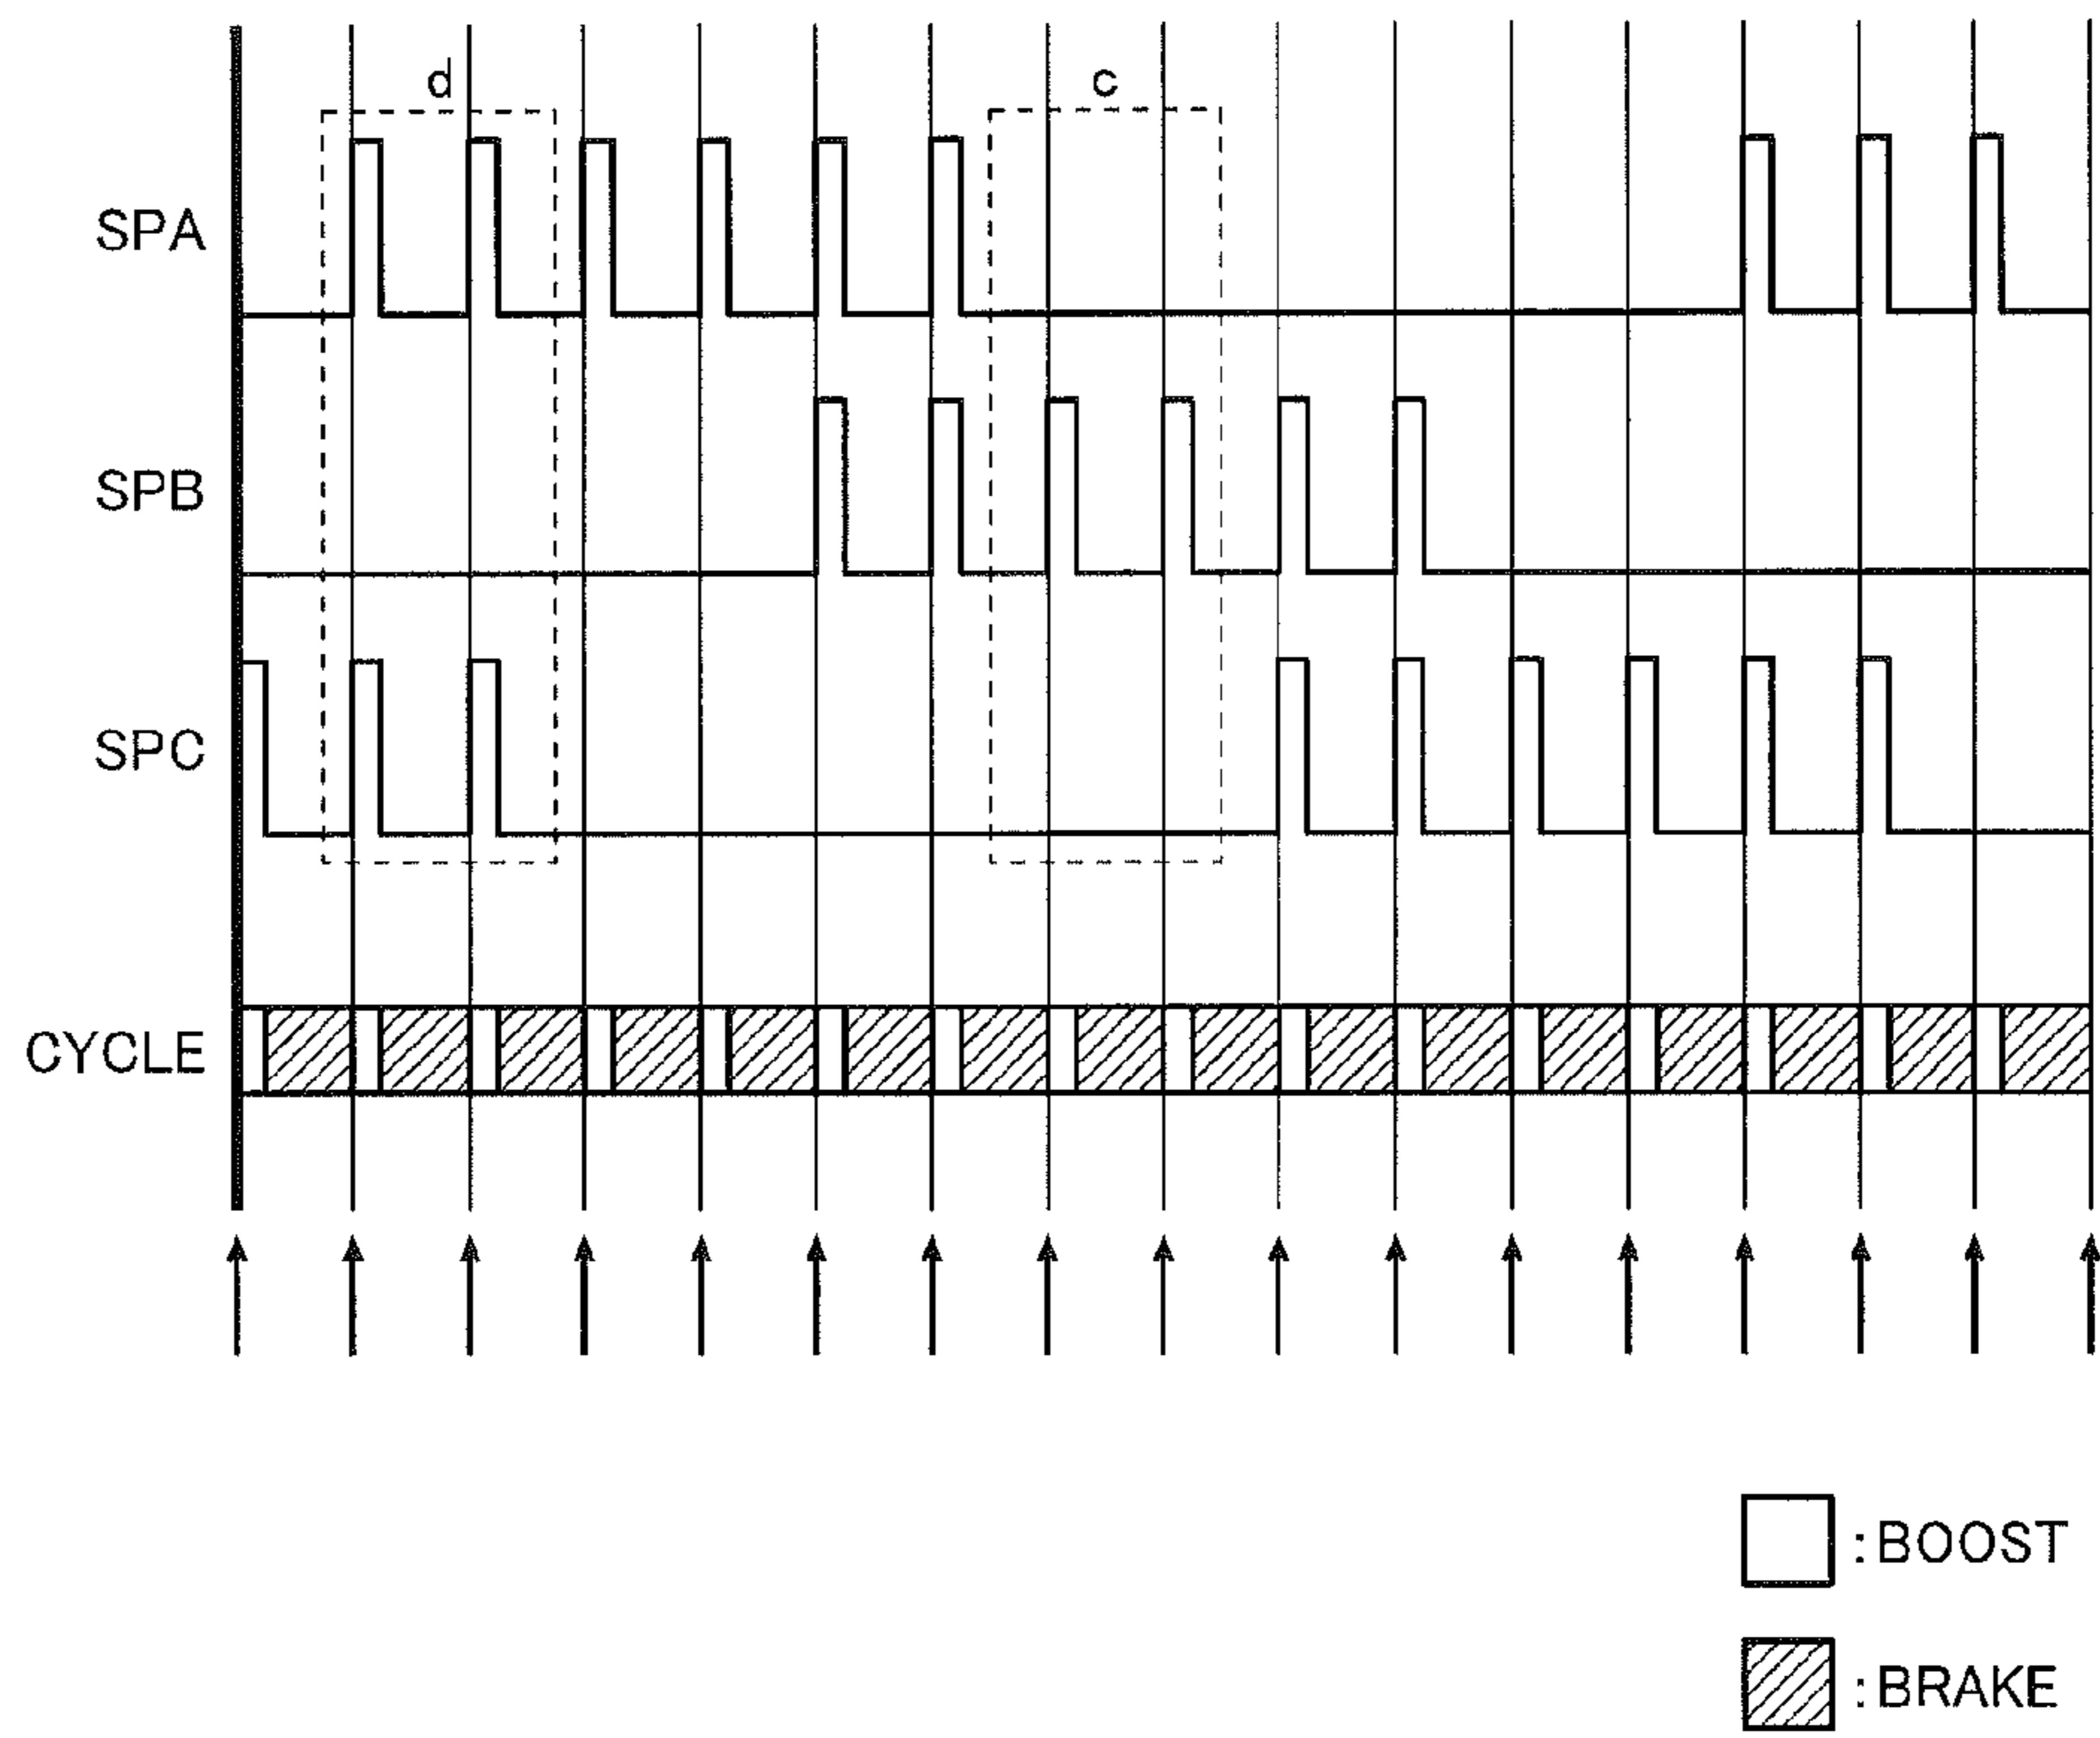 d
c
SPA
SPB
SPC
CYCLE
:BOOST
:BRAKE